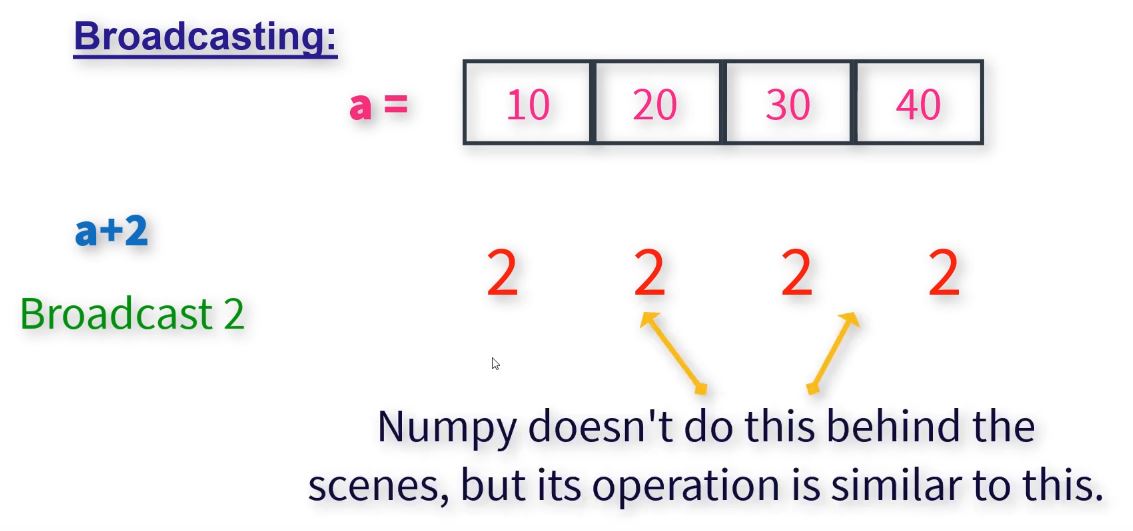 Broadcasting:
a = 10 20 30 40
a+2 2 2 2 2
Broadcast 2
Numpy doesn't do this behind the
scenes, but its operation is similar to this.